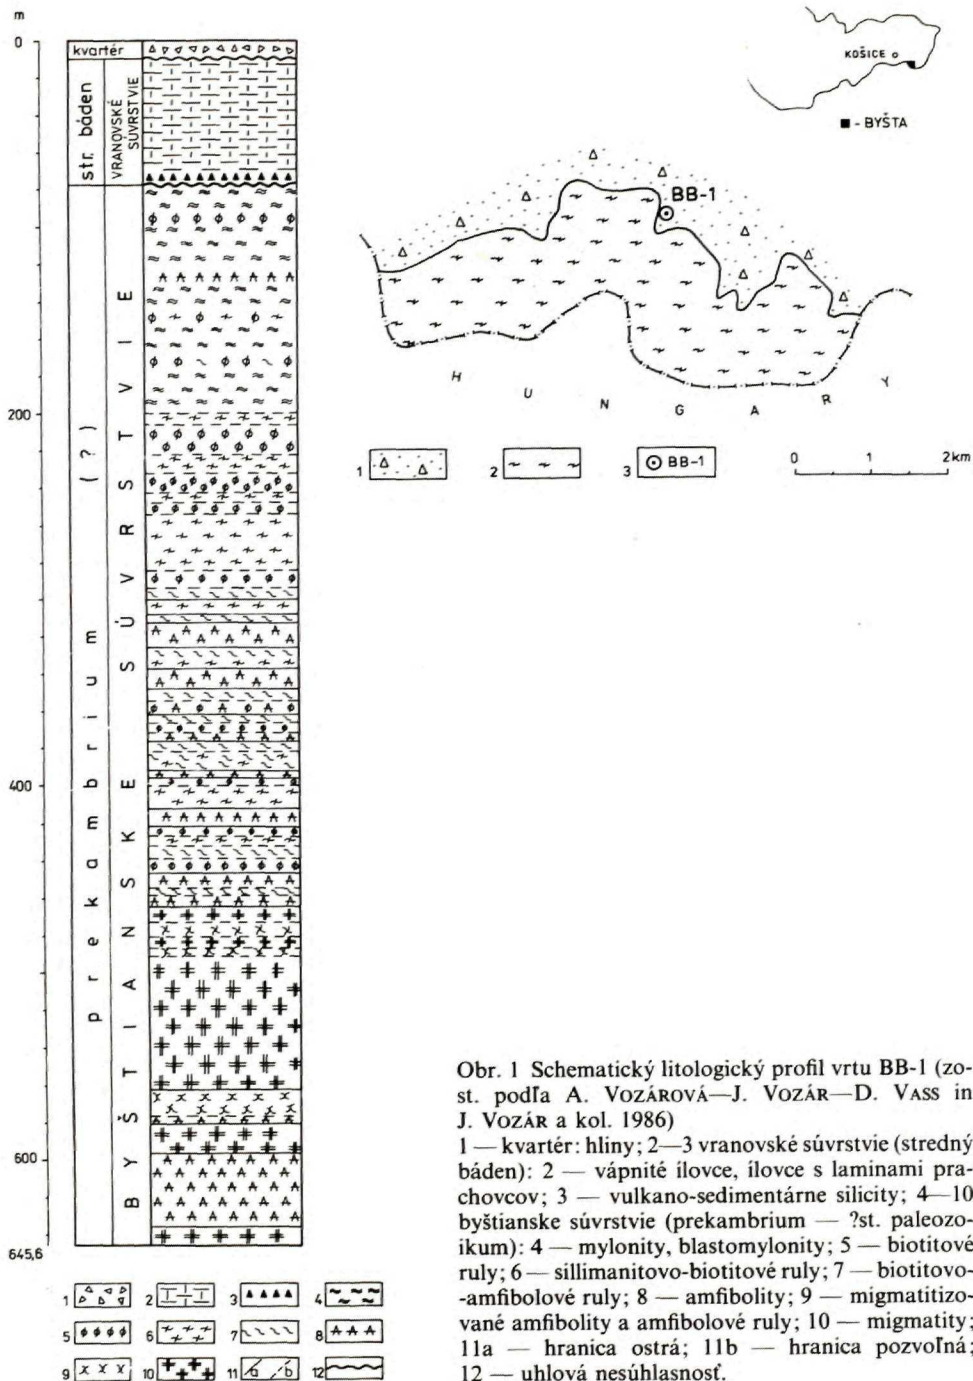 m
0
200
400
600
645,6
kvartér
str. báden
VRANOVSKÉ
SÚVRSTVIE
prekambrium (?)
BYŠTIANSKE SÚVRSTVIE
KOŠICE
■ - BYŠTA
BB-1
HUNGARY
1
2
3 BB-1
0 1 2km
1 2 3 4
5 6 7 8
9 10 11 a b 12
Obr. 1 Schematický litologický profil vrtu BB-1 (zo-
st. podľa A. VOZÁROVÁ—J. VOZÁR—D. VASS in
J. VOZÁR a kol. 1986)
1 — kvartér: hliny; 2—3 vranovské súvrstvie (stredný
báden): 2 — vápnité ílovce, ílovce s laminami pra-
chovcov; 3 — vulkano-sedimentárne silicity; 4—10
byštianske súvrstvie (prekambrium — ?st. paleozo-
ikum): 4 — mylonity, blastomylonity; 5 — biotitové
ruly; 6 — sillimanitovo-biotitové ruly; 7 — biotitovo-
-amfibolové ruly; 8 — amfibolity; 9 — migmatitizo-
vané amfibolity a amfibolové ruly; 10 — migmatity;
11a — hranica ostrá; 11b — hranica pozvoľná;
12 — uhlová nesúhlasnosť.